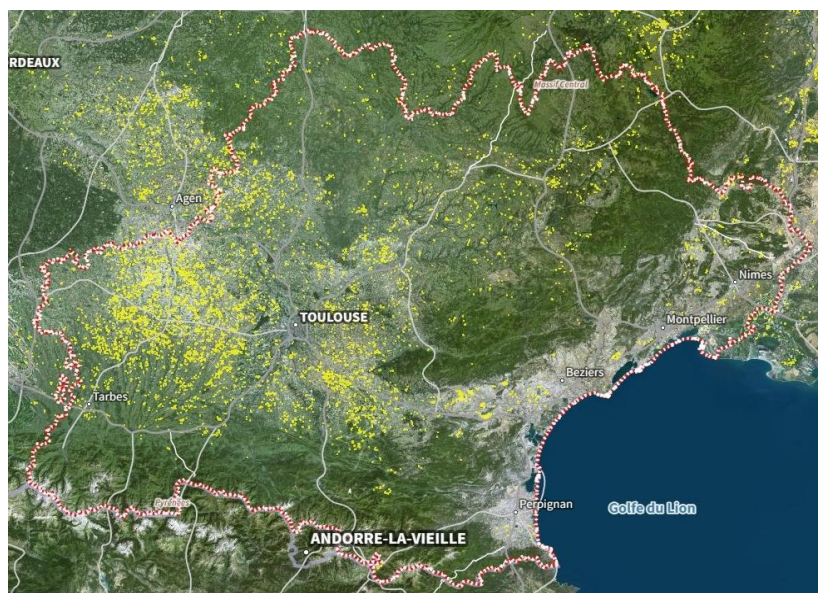 RDEAUX
Massif Central
Agen
Nimes
TOULOUSE
Montpellier
Beziers
Tarbes
Pyrénées
Perpignan
Golfe du Lion
ANDORRE-LA-VIEILLE